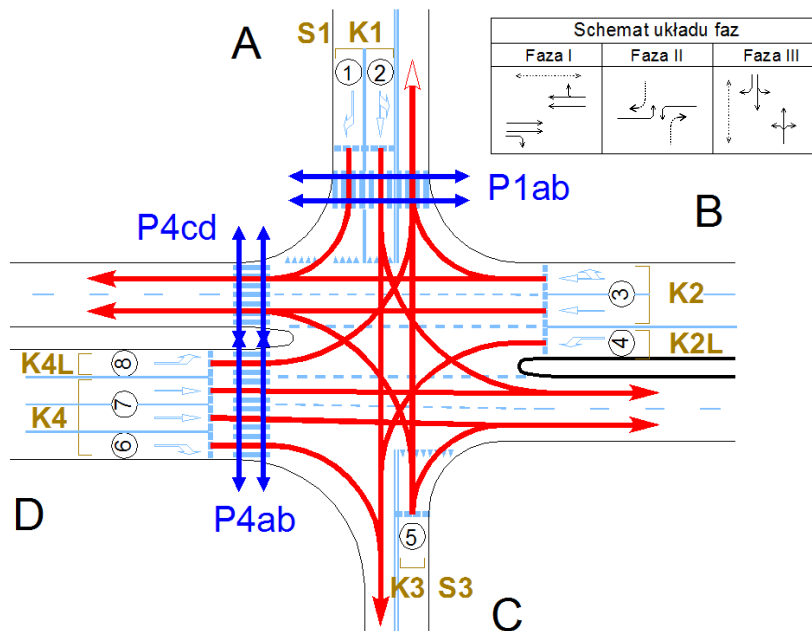 Schemat układu faz
Faza I Faza II Faza III
S1 K1
A
1 2
P1ab
B
P4cd
3 K2
4 K2L
K4L 8
K4 7
6
D
P4ab
5
K3 S3
C